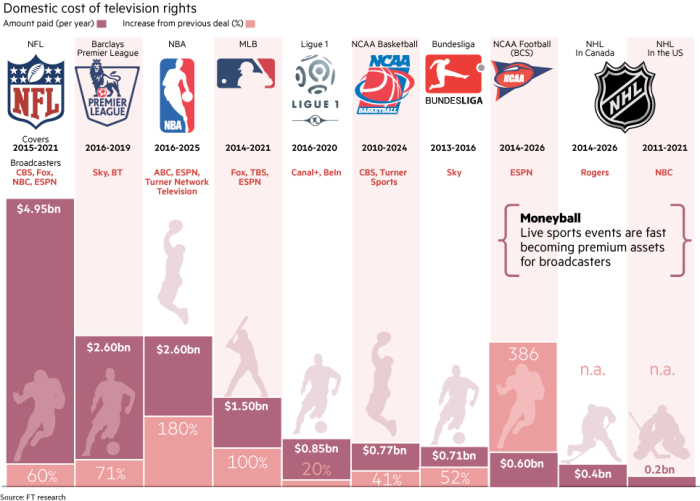 Domestic cost of television rights
Amount paid (per year) Increase from previous deal (%)
NFL
Barclays
Premier League
NBA
MLB
Ligue 1
NCAA Basketball
Bundesliga
NCAA Football
(BCS)
NHL
In Canada
NHL
In the US
NFL
PREMIER
LEAGUE
NBA
LIGUE 1
NCAA
BASKETBALL
BUNDESLIGA
NCAA
NHL
Covers
2015-2021
2016-2019
2016-2025
2014-2021
2016-2020
2010-2024
2013-2016
2014-2026
2014-2026
2011-2021
Broadcasters
CBS, Fox,
NBC, ESPN
Sky, BT
ABC, ESPN,
Turner Network
Television
Fox, TBS,
ESPN
Canal+, BeIn
CBS, Turner
Sports
Sky
ESPN
Rogers
NBC
Moneyball
Live sports events are fast
becoming premium assets
for broadcasters
$4.95bn
60%
$2.60bn
71%
$2.60bn
180%
$1.50bn
100%
$0.85bn
20%
$0.77bn
41%
$0.71bn
52%
386
$0.60bn
n.a.
$0.4bn
n.a.
0.2bn
Source: FT research